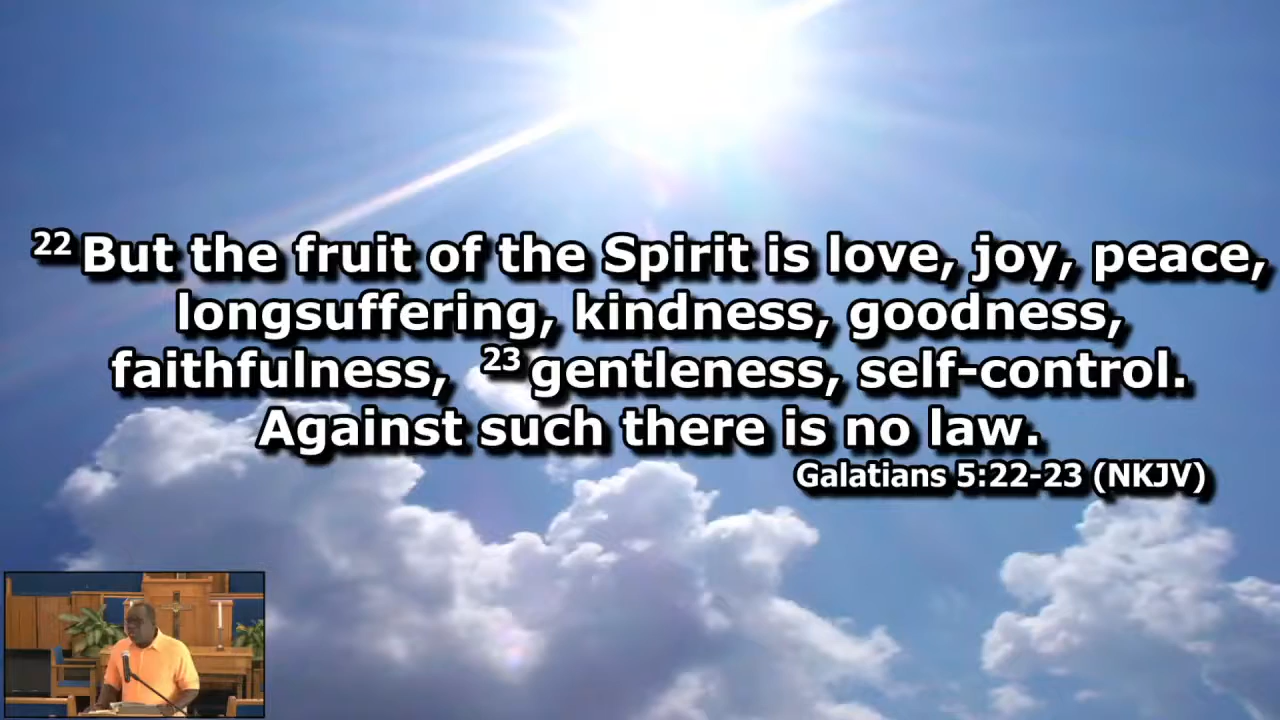 22 But the fruit of the Spirit is love, joy, peace,
longsuffering, kindness, goodness,
faithfulness, 23 gentleness, self-control.
Against such there is no law.
Galatians 5:22-23 (NKJV)